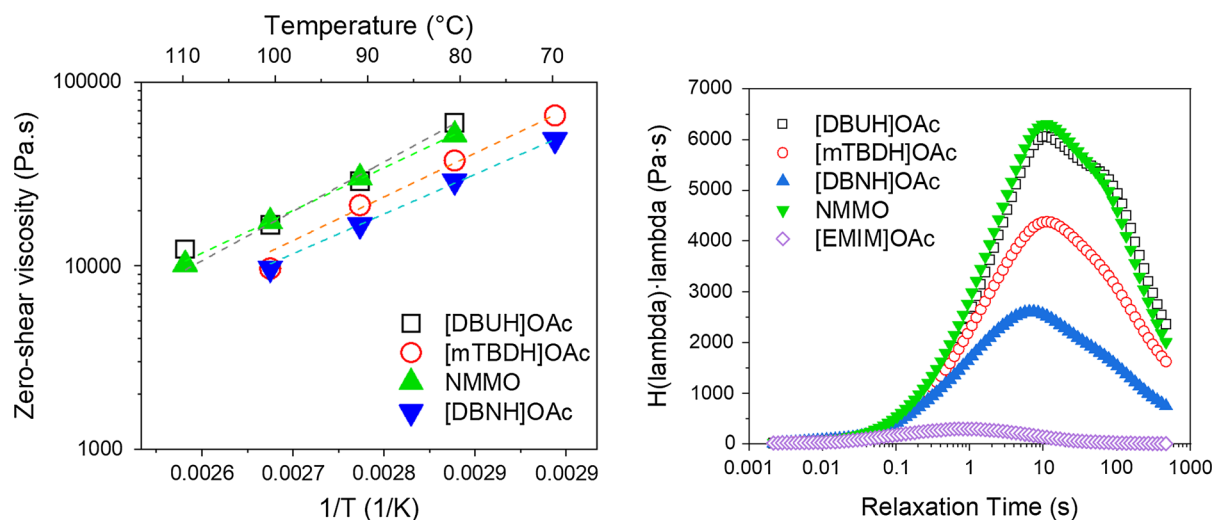 Temperature (°C)
110 100 90 80 70
Zero-shear viscosity (Pa.s)
100000
10000
1000
[DBUH]OAc
[mTBDH]OAc
NMMO
[DBNH]OAc
0.0026 0.0027 0.0028 0.0029 0.0029
1/T (1/K)
H(lambda)·lambda (Pa·s)
7000
6000
5000
4000
3000
2000
1000
0
[DBUH]OAc
[mTBDH]OAc
[DBNH]OAc
NMMO
[EMIM]OAc
0.001 0.01 0.1 1 10 100 1000
Relaxation Time (s)